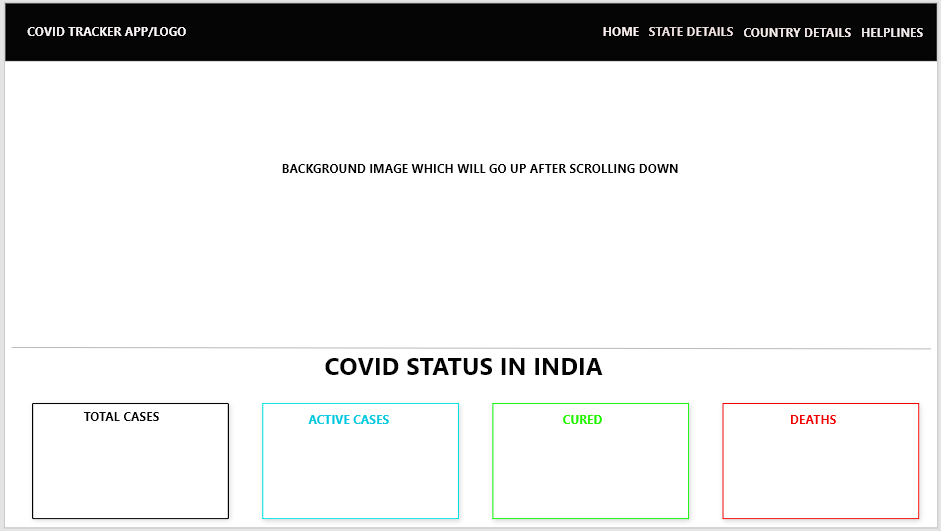 COVID TRACKER APP/LOGO
HOME STATE DETAILS COUNTRY DETAILS HELPLINES
BACKGROUND IMAGE WHICH WILL GO UP AFTER SCROLLING DOWN
COVID STATUS IN INDIA
TOTAL CASES
ACTIVE CASES
CURED
DEATHS